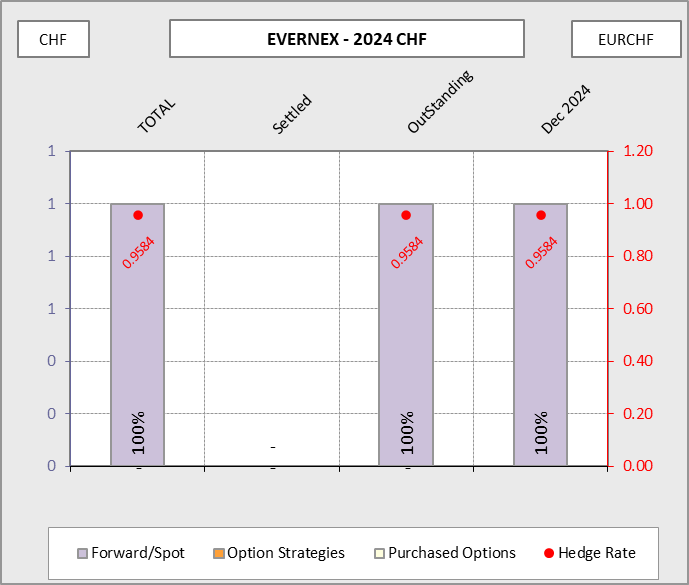 CHF
EVERNEX - 2024 CHF
EURCHF
TOTAL
Settled
OutStanding
Dec 2024
1
1
1
1
0
0
0
1.20
1.00
0.80
0.60
0.40
0.20
0.00
0.9584
0.9584
0.9584
100%
-
100%
100%
-
-
-
Forward/Spot
Option Strategies
Purchased Options
Hedge Rate